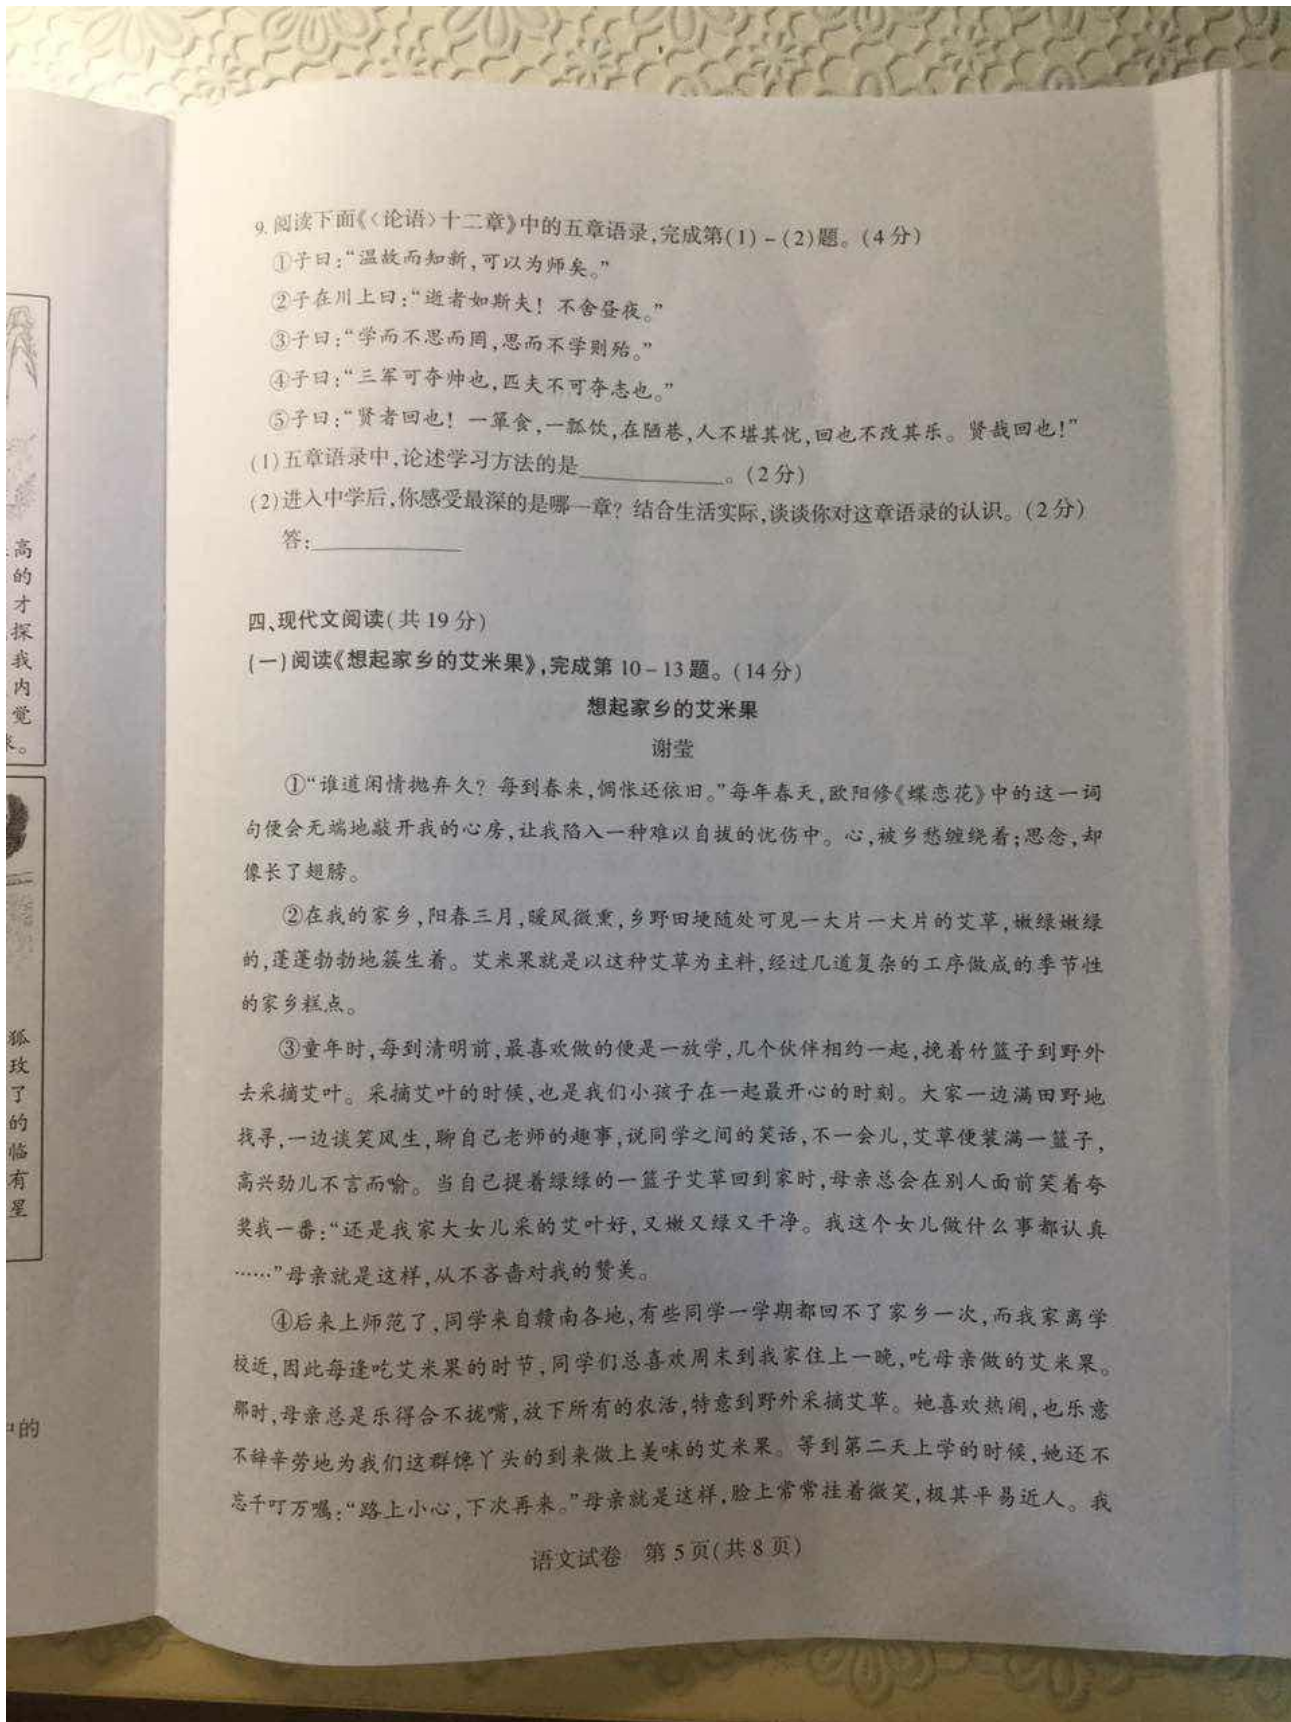 9.阅读下面《〈论语〉十二章》中的五章语录,完成第(1)-(2)题。(4分)
①子曰:“温故而知新,可以为师矣。”
②子在川上曰:“逝者如斯夫!不舍昼夜。”
③子曰:“学而不思而罔,思而不学则殆。”
④子曰:“三军可夺帅也,匹夫不可夺志也。”
⑤子曰:“贤者回也!一箪食,一瓢饮,在陋巷,人不堪其忧,回也不改其乐。贤哉回也!”
(1)五章语录中,论述学习方法的是____________。(2分)
(2)进入中学后,你感受最深的是哪一章?结合生活实际,谈谈你对这章语录的认识。(2分)
答:____________
四、现代文阅读(共19分)
(一)阅读《想起家乡的艾米果》,完成第10-13题。(14分)
想起家乡的艾米果
谢莹
①“谁道闲情抛弃久?每到春来,惆怅还依旧。”每年春天,欧阳修《蝶恋花》中的这一词
句便会无端地敲开我的心房,让我陷入一种难以自拔的忧伤中。心,被乡愁缠绕着;思念,却
像长了翅膀。
②在我的家乡,阳春三月,暖风微熏,乡野田埂随处可见一大片一大片的艾草,嫩绿嫩绿
的,蓬蓬勃勃地簇生着。艾米果就是以这种艾草为主料,经过几道复杂的工序做成的季节性
的家乡糕点。
③童年时,每到清明前,最喜欢做的便是一放学,几个伙伴相约一起,挽着竹篮子到野外
去采摘艾叶。采摘艾叶的时候,也是我们小孩子在一起最开心的时刻。大家一边满田野地
找寻,一边谈笑风生,聊自己老师的趣事,说同学之间的笑话,不一会儿,艾草便装满一篮子,
高兴劲儿不言而喻。当自己提着绿绿的一篮子艾草回到家时,母亲总会在别人面前笑着夸
奖我一番:“还是我家大女儿采的艾叶好,又嫩又绿又干净。我这个女儿做什么事都认真
……”母亲就是这样,从不吝啬对我的赞美。
④后来上师范了,同学来自赣南各地,有些同学一学期都回不了家乡一次,而我家离学
校近,因此每逢吃艾米果的时节,同学们总喜欢周末到我家住上一晚,吃母亲做的艾米果。
那时,母亲总是乐得合不拢嘴,放下所有的农活,特意到野外采摘艾草。她喜欢热闹,也乐意
不辞辛劳地为我们这群馋丫头的到来做上美味的艾米果。等到第二天上学的时候,她还不
忘千叮万嘱:“路上小心,下次再来。”母亲就是这样,脸上常常挂着微笑,极其平易近人。我
语文试卷 第5页(共8页)
高
的
才
探
我
内
觉
狐
玫
了
的
临
有
星
的